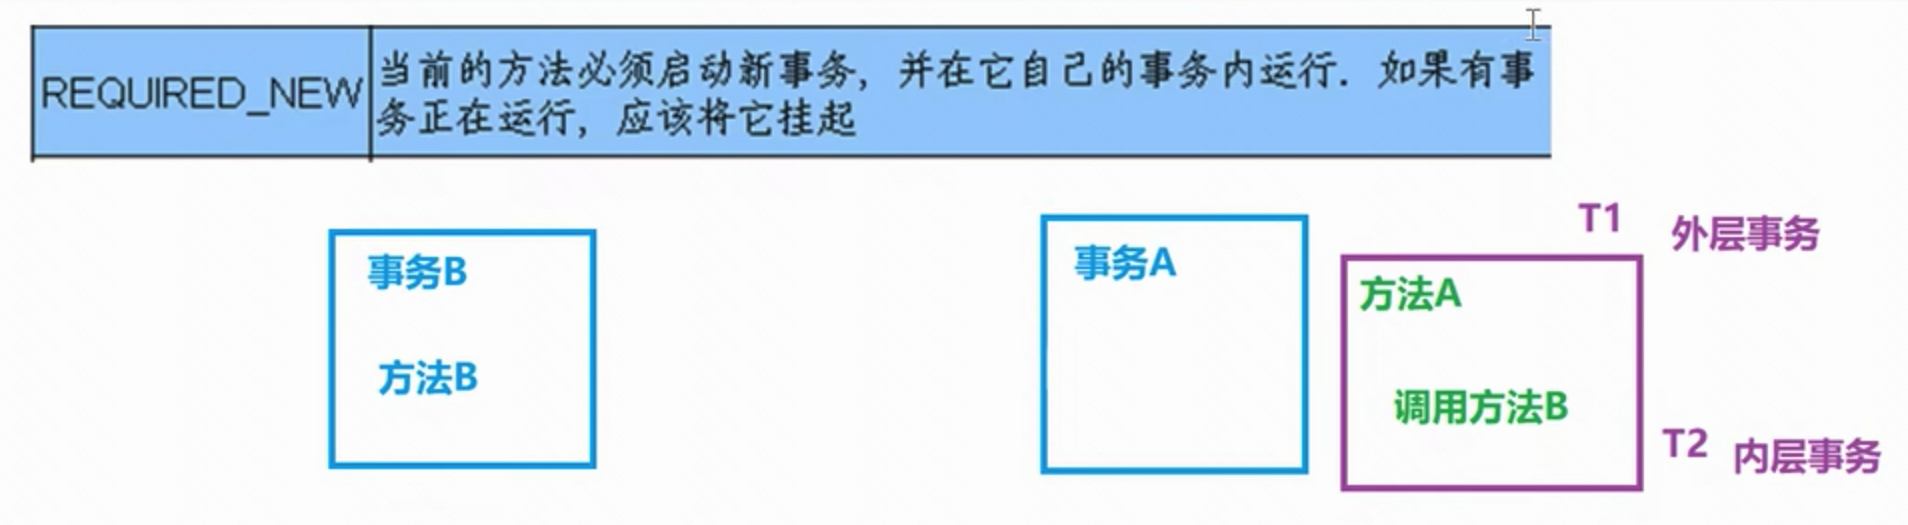 REQUIRED_NEW
当前的方法必须启动新事务，并在它自己的事务内运行．如果有事
务正在运行，应该将它挂起
事务B
方法B
事务A
T1 外层事务
方法A
调用方法B
T2 内层事务